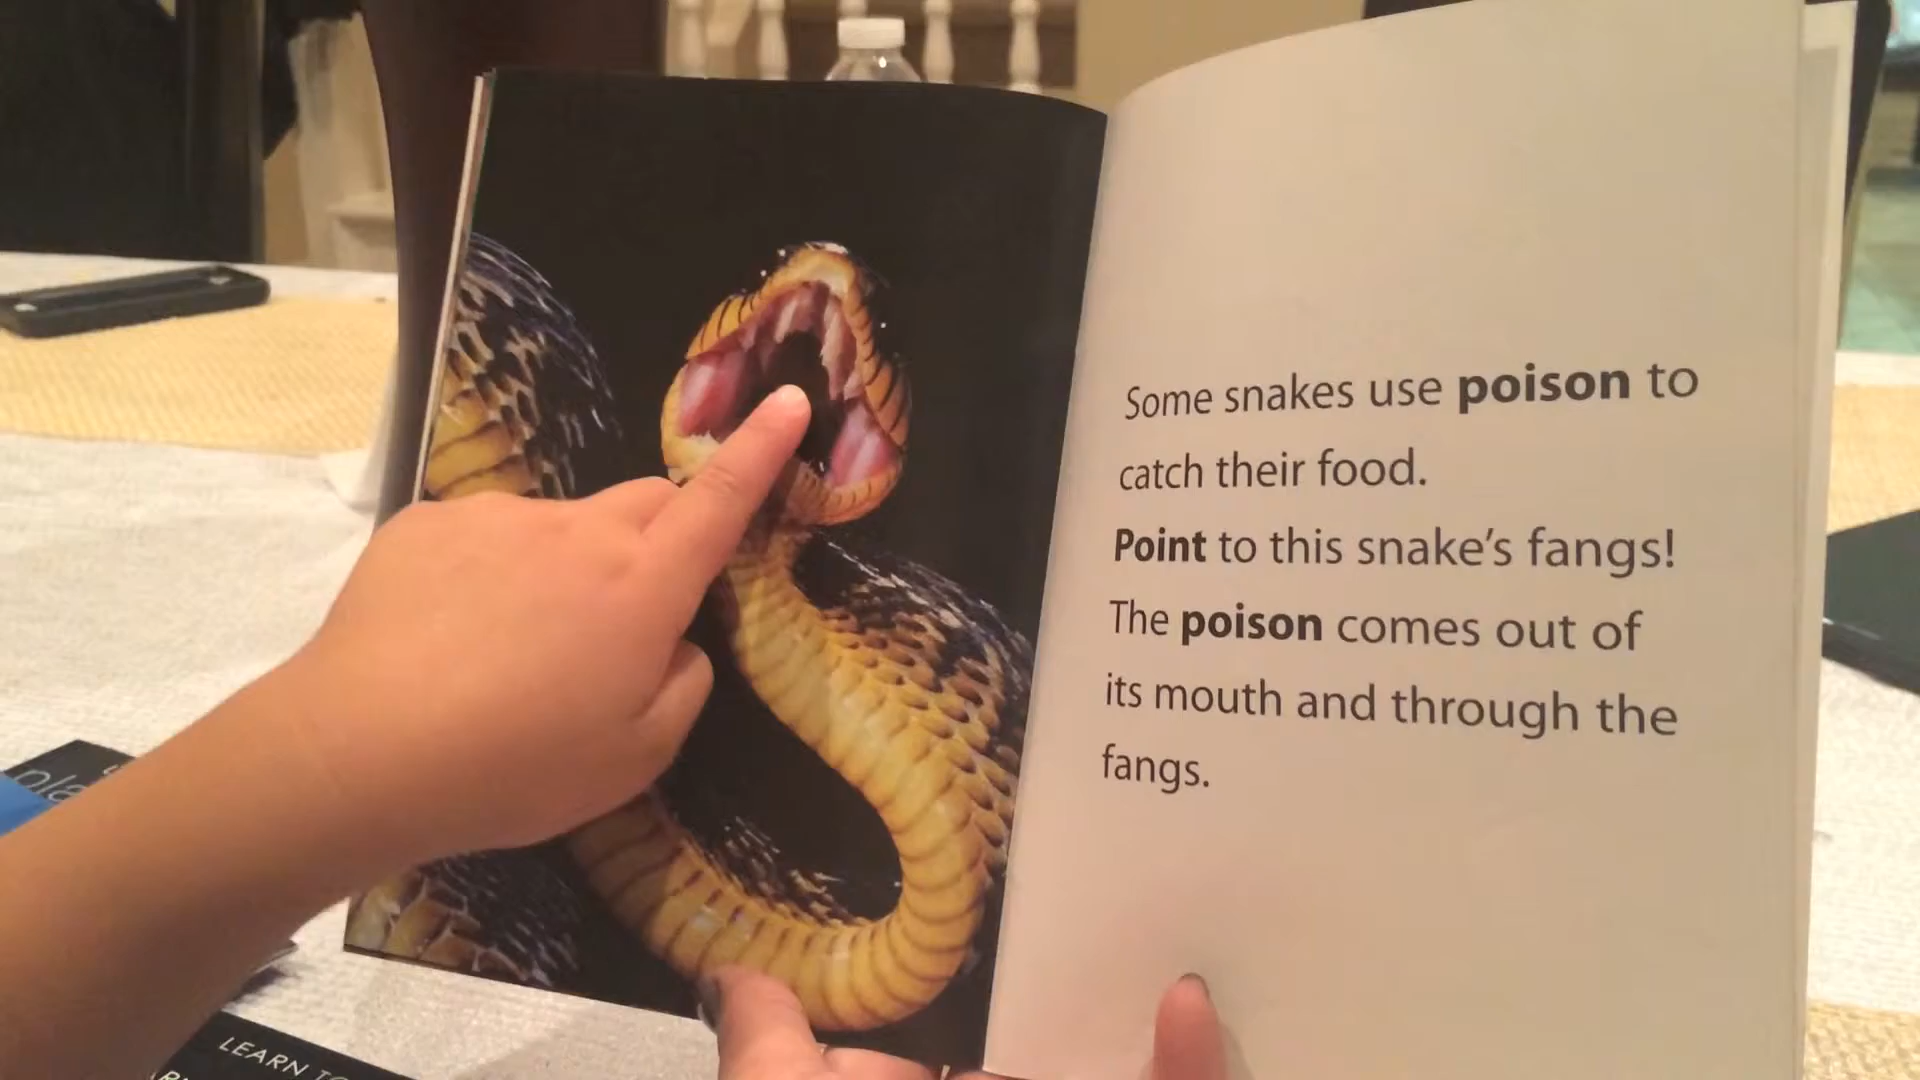 Some snakes use poison to
catch their food.
Point to this snake's fangs!
The poison comes out of
its mouth and through the
fangs.
LEARN